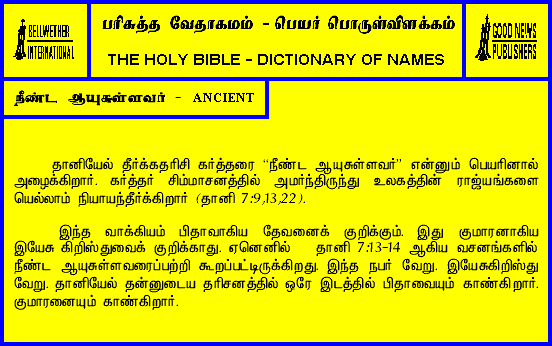 BELLWETHER
INTERNATIONAL
பரிசுத்த வேதாகமம் - பெயர் பொருள்விளக்கம்
THE HOLY BIBLE - DICTIONARY OF NAMES
GOOD NEWS
PUBLISHERS
நீண்ட ஆயுசுள்ளவர் - ANCIENT
தானியேல் தீர்க்கதரிசி கர்த்தரை “நீண்ட ஆயுசுள்ளவர்” என்னும் பெயரினால்
அழைக்கிறார். கர்த்தர் சிம்மாசனத்தில் அமர்ந்திருந்து உலகத்தின் ராஜ்யங்களை
யெல்லாம் நியாயந்தீர்க்கிறார் (தானி 7:9,13,22).
இந்த வாக்கியம் பிதாவாகிய தேவனைக் குறிக்கும். இது குமாரனாகிய
இயேசு கிறிஸ்துவைக் குறிக்காது. ஏனெனில் தானி 7:13-14 ஆகிய வசனங்களில்
நீண்ட ஆயுசுள்ளவரைப்பற்றி கூறப்பட்டிருக்கிறது. இந்த நபர் வேறு. இயேசுகிறிஸ்து
வேறு. தானியேல் தன்னுடைய தரிசனத்தில் ஒரே இடத்தில் பிதாவையும் காண்கிறார்.
குமாரனையும் காண்கிறார்.